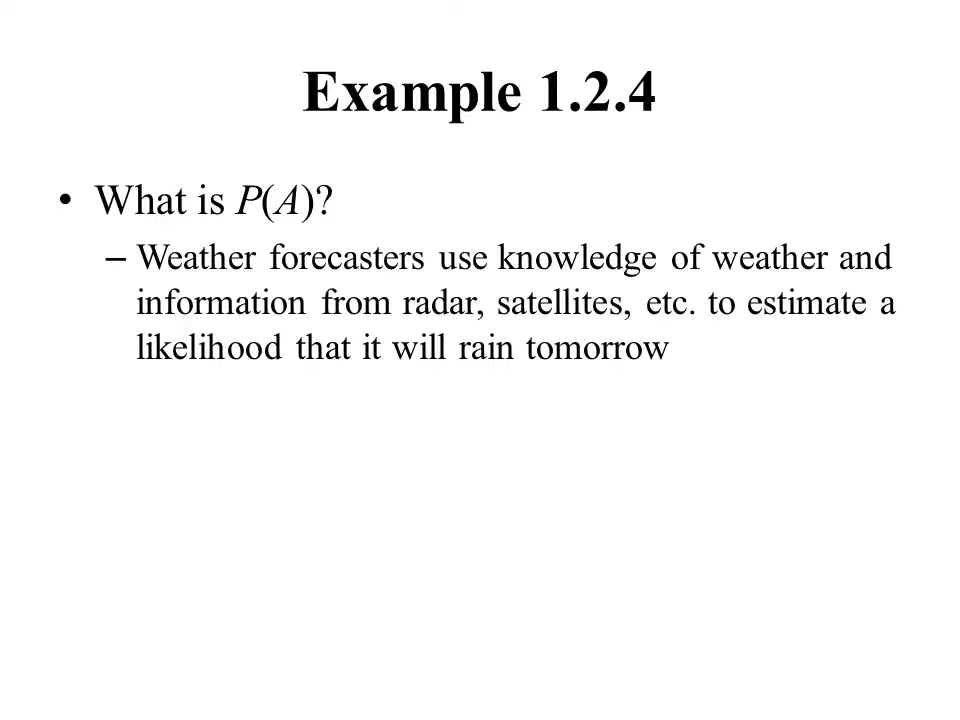 Example 1.2.4
• What is P(A)?
– Weather forecasters use knowledge of weather and
information from radar, satellites, etc. to estimate a
likelihood that it will rain tomorrow